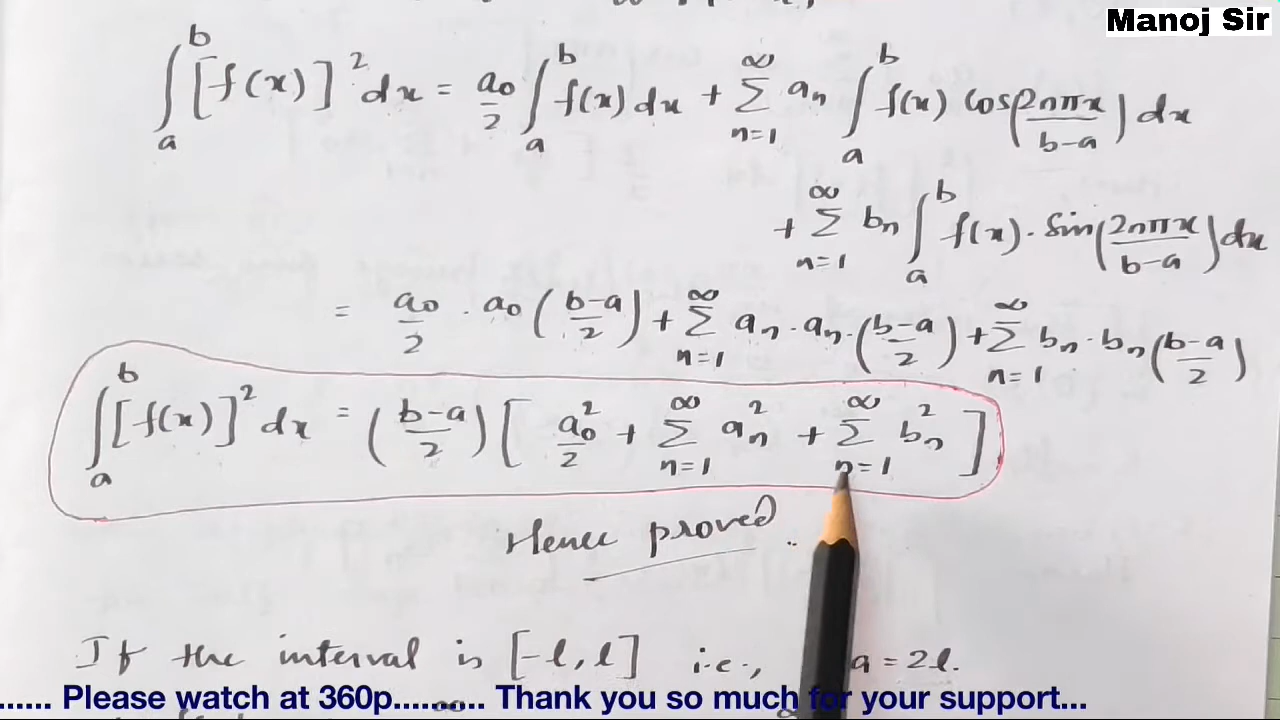 Manoj Sir
∫_a^b [f(x)]² dx = a₀/2 ∫_a^b f(x) dx + Σ_{n=1}^∞ aₙ ∫_a^b f(x) cos(2nπx/b-a) dx
+ Σ_{n=1}^∞ bₙ ∫_a^b f(x) · sin(2nπx/b-a) dx
= a₀/2 · a₀ (b-a/2) + Σ_{n=1}^∞ aₙ · aₙ · (b-a/2) + Σ_{n=1}^∞ bₙ · bₙ (b-a/2)
∫_a^b [f(x)]² dx = (b-a/2) [ a₀²/2 + Σ_{n=1}^∞ aₙ² + Σ_{n=1}^∞ bₙ² ]
Hence proved.
If the interval is [-l, l] i.e., a = 2l.
...... Please watch at 360p.......... Thank you so much for your support...